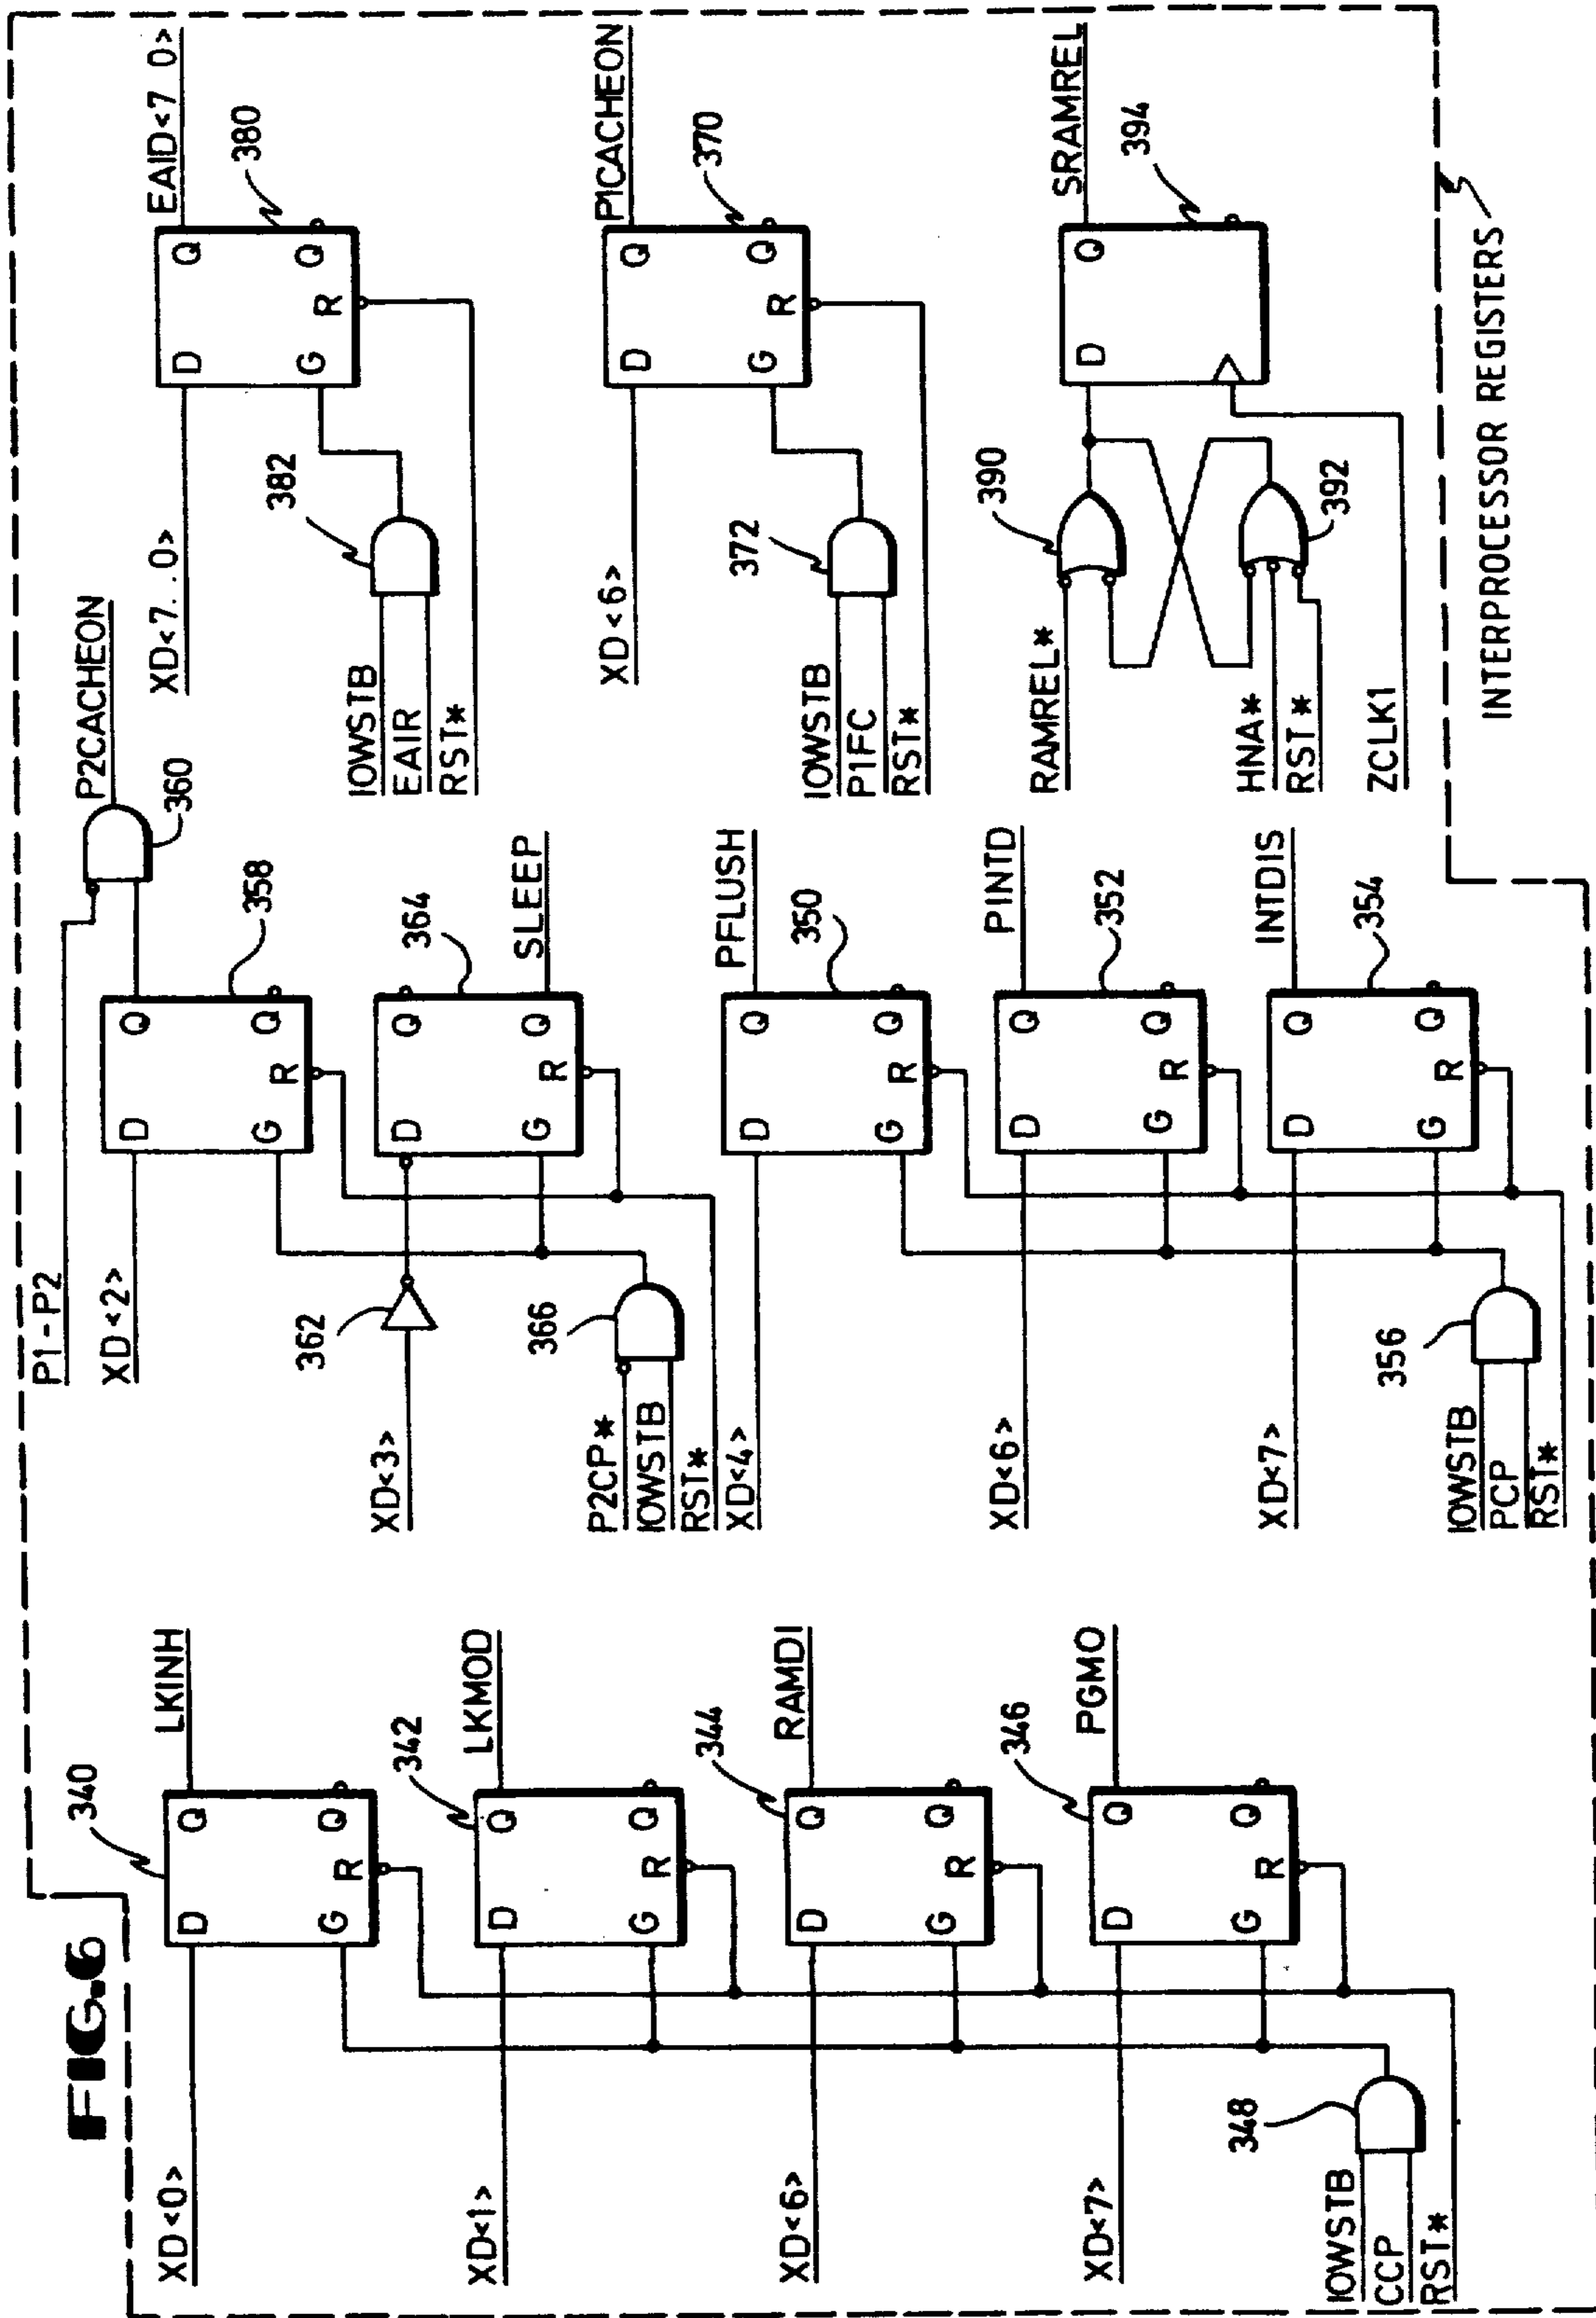 FIG.6
XD<0>
D
Q
G
R
Q
340
LKINH
XD<1>
D
Q
G
R
Q
342
LKMOD
XD<6>
D
Q
G
R
Q
344
RAMDI
XD<7>
D
Q
G
R
Q
346
PGMO
IOWSTB
CCP
RST*
348
P1-P2
XD<2>
D
Q
G
R
Q
358
360
P2CACHEON
XD<3>
362
D
Q
G
R
Q
364
SLEEP
P2CP*
IOWSTB
RST*
366
XD<4>
D
Q
G
R
Q
350
PFLUSH
XD<6>
D
Q
G
R
Q
352
PINTD
XD<7>
D
Q
G
R
Q
354
INTDIS
IOWSTB
PCP
RST*
356
XD<7..0>
D
Q
G
R
Q
380
EAID<7 0>
IOWSTB
EAIR
RST*
382
XD<6>
D
Q
G
R
Q
370
P1CACHEON
IOWSTB
P1FC
RST*
372
RAMREL*
390
D
Q
394
SRAMREL
HNA*
RST*
392
ZCLK1
INTERPROCESSOR REGISTERS